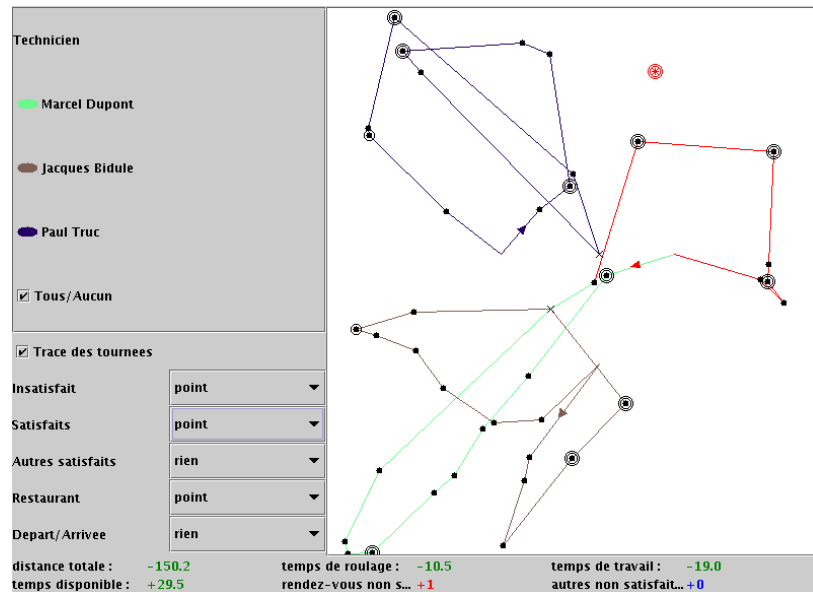 Technicien
Marcel Dupont
Jacques Bidule
Paul Truc
Tous/Aucun
Trace des tournees
Insatisfait point
Satisfaits point
Autres satisfaits rien
Restaurant point
Depart/Arrivee rien
distance totale : -150.2 temps de roulage : -10.5 temps de travail : -19.0
temps disponible : +29.5 rendez-vous non s... +1 autres non satisfait... +0